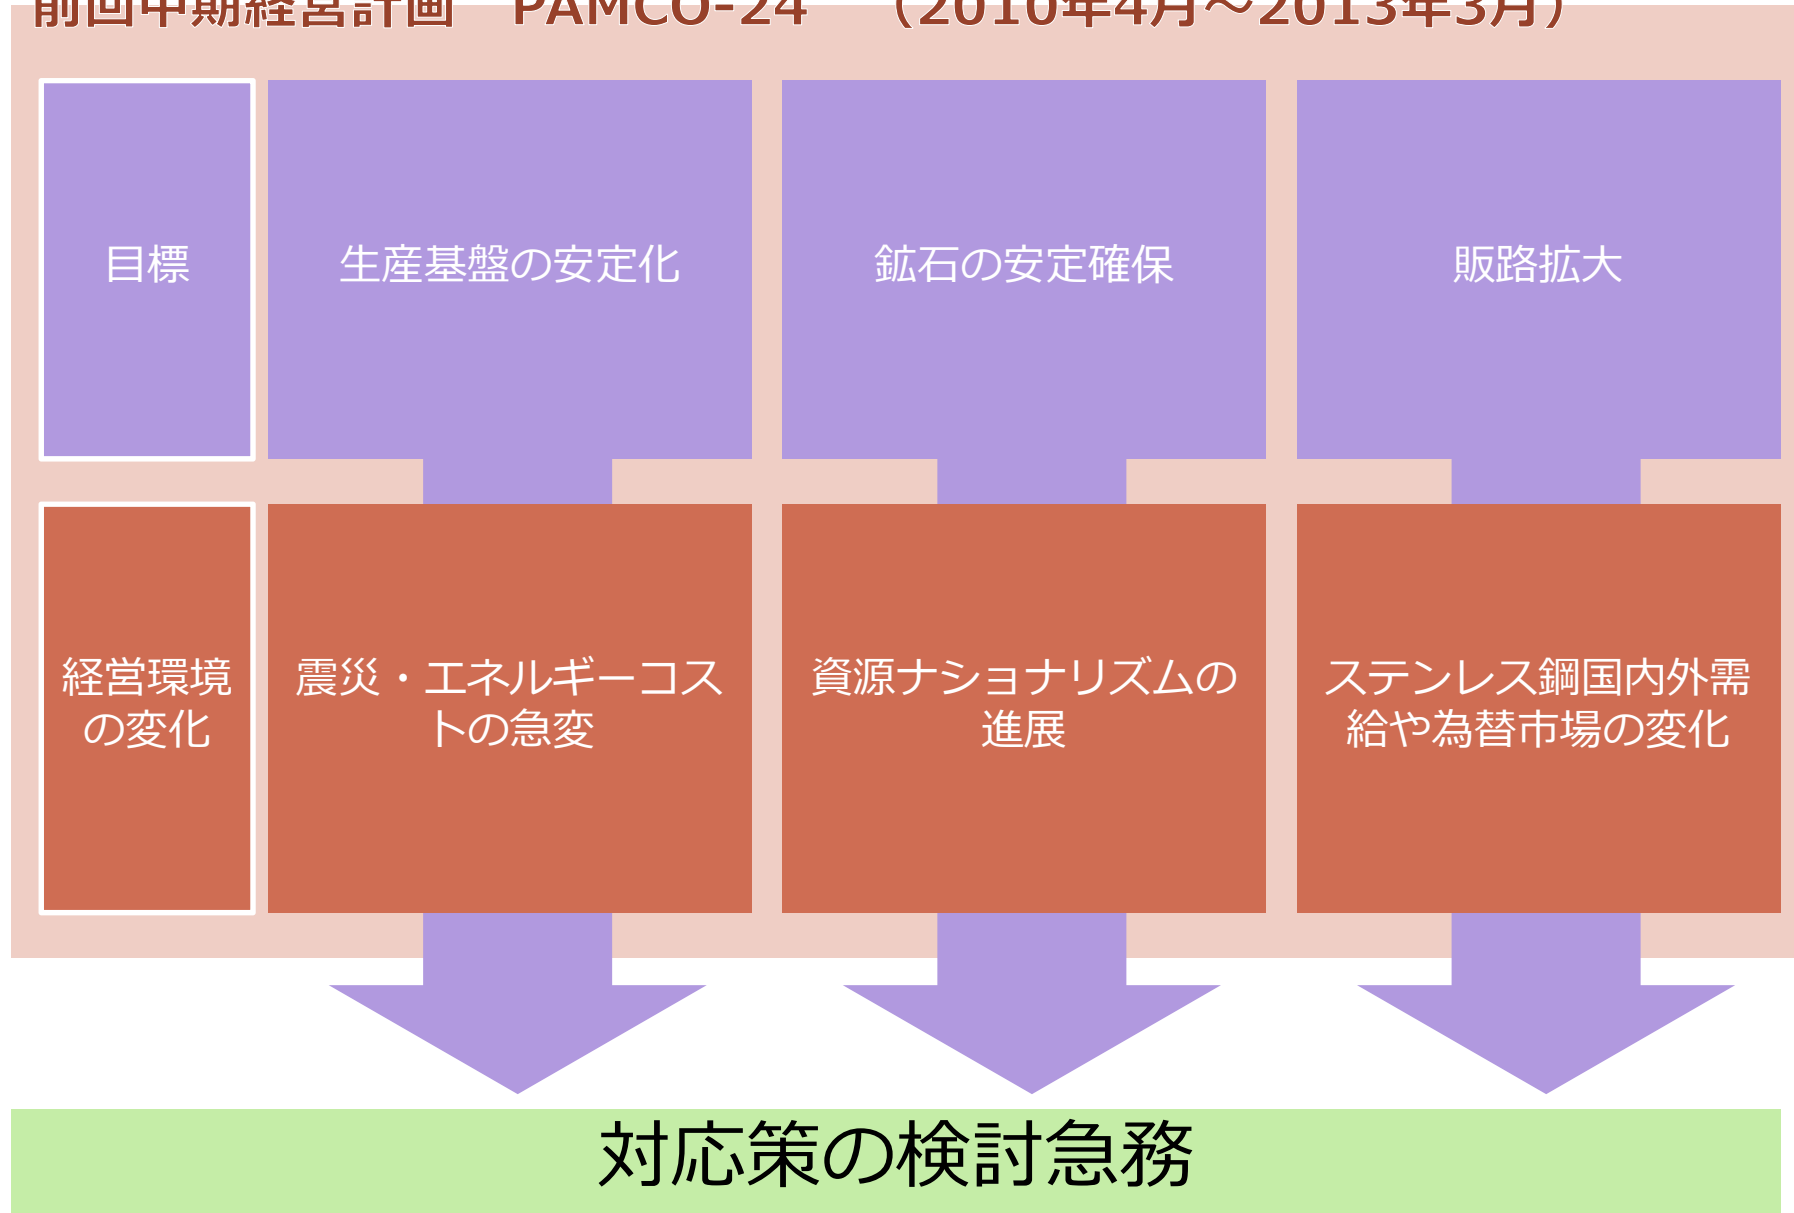 前回中期経営計画　PAMCO-24　（2010年4月～2013年3月）
目標
生産基盤の安定化
鉱石の安定確保
販路拡大
経営環境
の変化
震災・エネルギーコス
トの急変
資源ナショナリズムの
進展
ステンレス鋼国内外需
給や為替市場の変化
対応策の検討急務